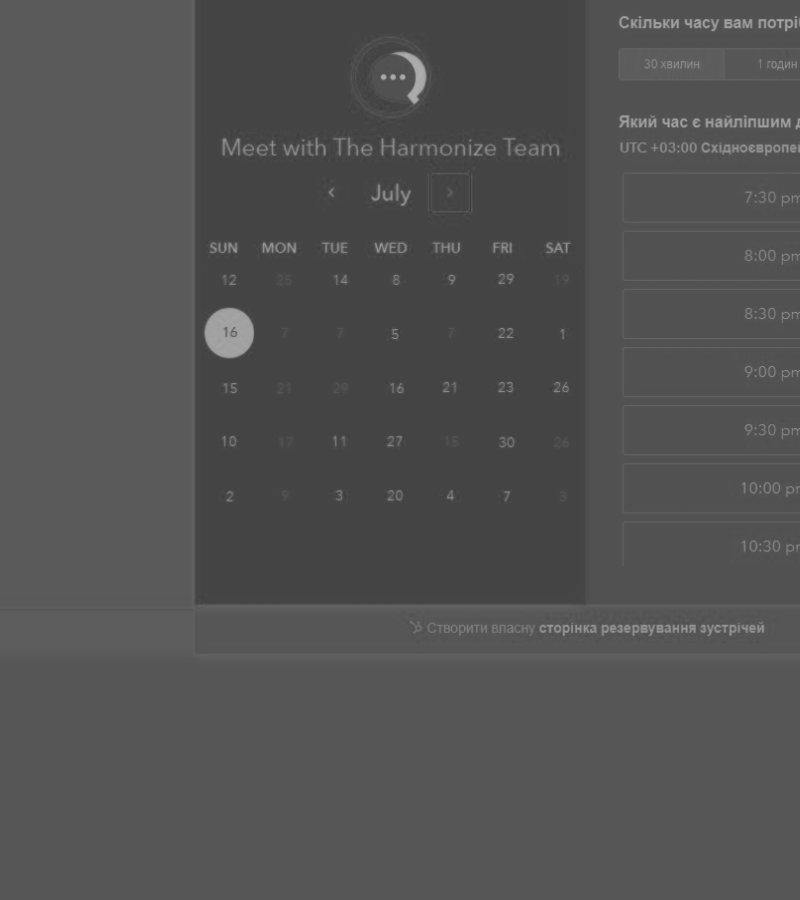 Meet with The Harmonize Team
July
SUN MON TUE WED THU FRI SAT
12 25 14 8 9 29 19
16 7 7 5 7 22 1
15 21 29 16 21 23 26
10 17 11 27 15 30 26
2 9 3 20 4 7 3
Скільки часу вам потрі
30 хвилин 1 годин
Який час є найліпшим
UTC +03:00 Східноєвропе
7:30 pm
8:00 pm
8:30 pm
9:00 pm
9:30 pm
10:00 pm
10:30 pm
Створити власну сторінка резервування зустрічей